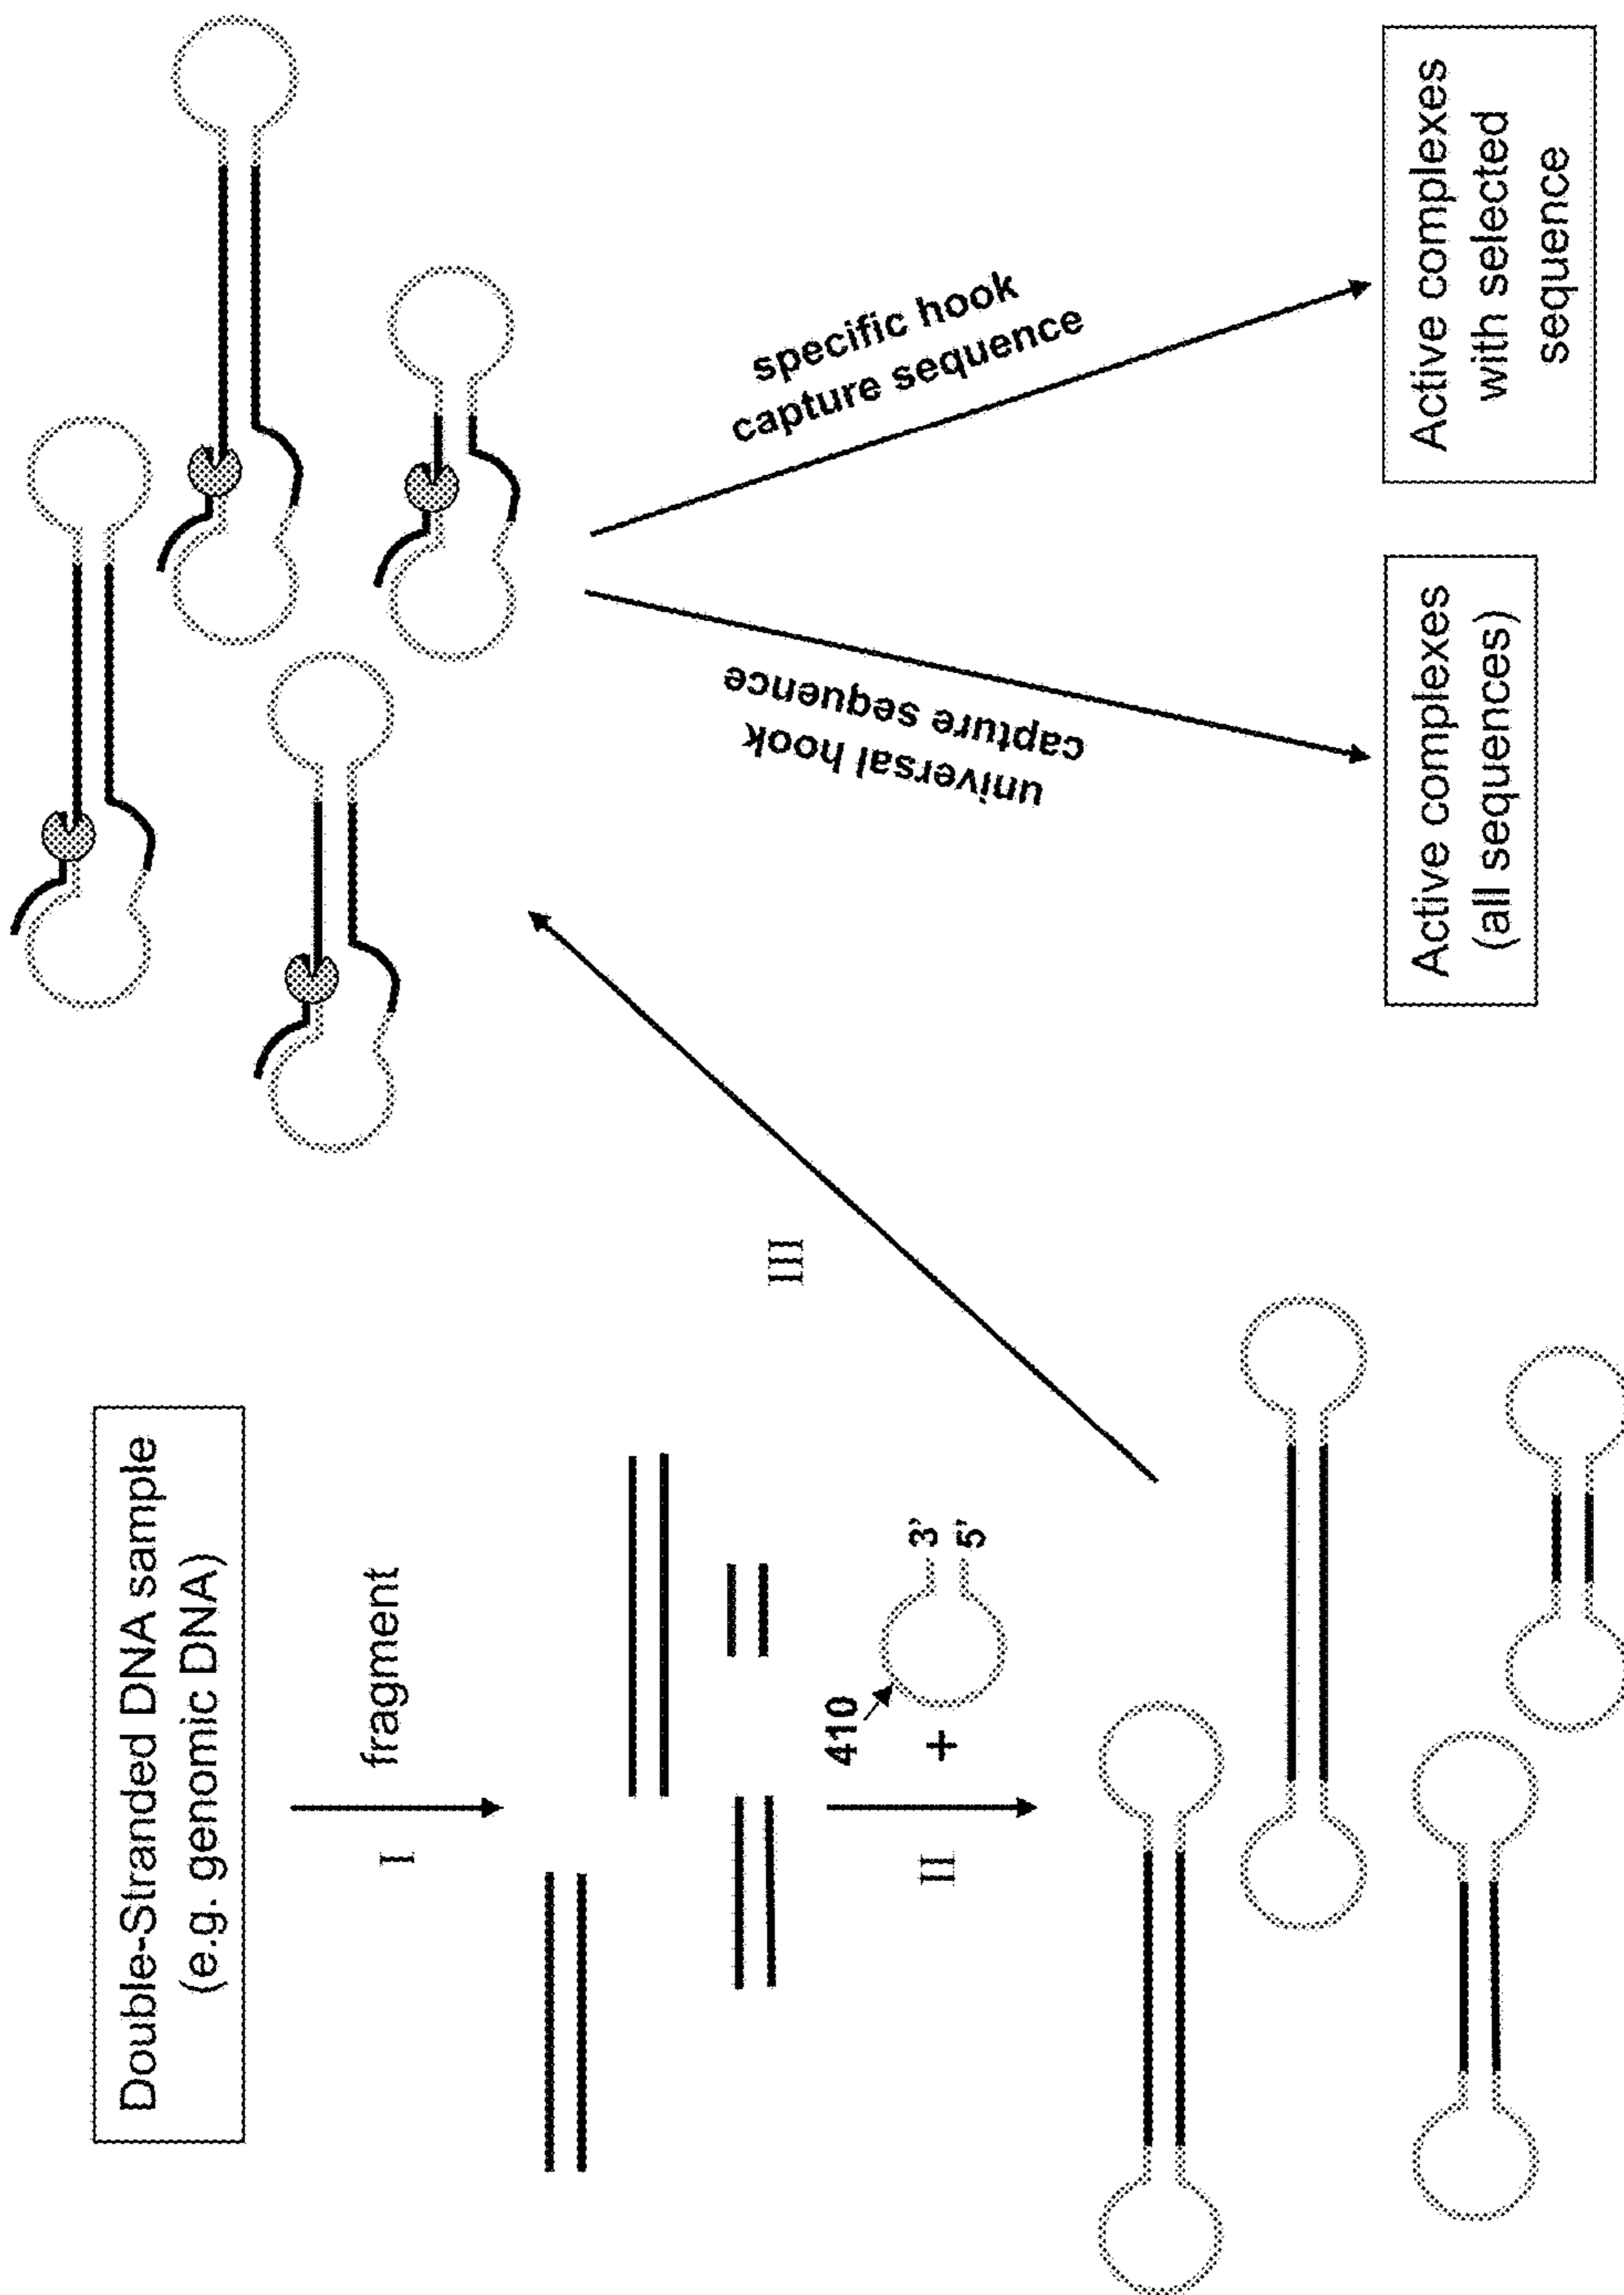 Double-Stranded DNA sample
(e.g. genomic DNA)
I
fragment
410
+
3'
5'
II
III
universal hook
capture sequence
specific hook
capture sequence
Active complexes
(all sequences)
Active complexes
with selected
sequence